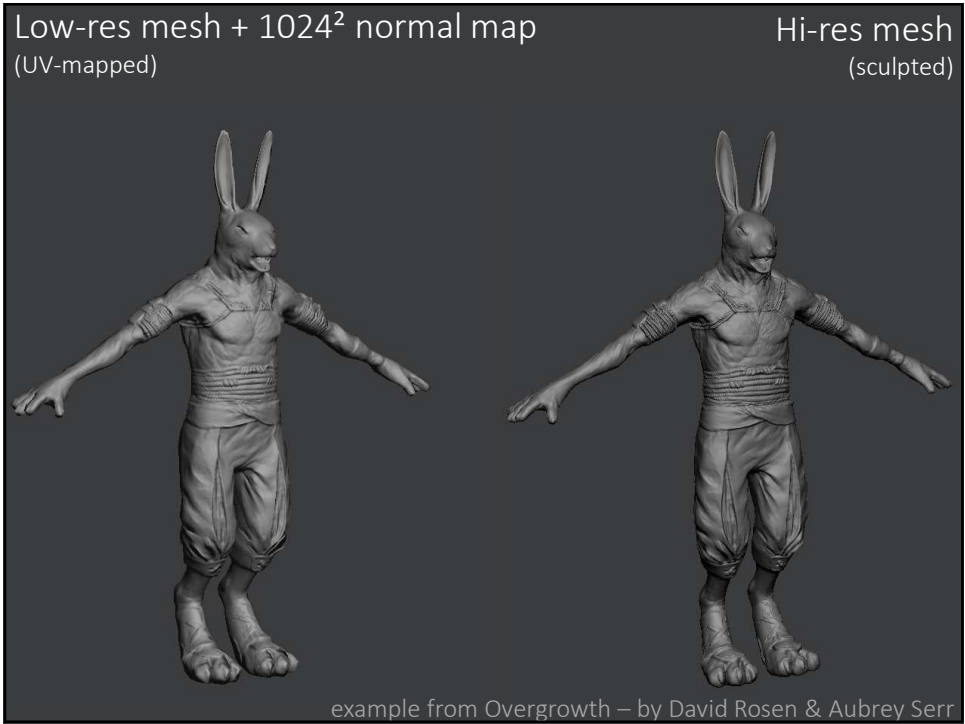 Low-res mesh + 1024² normal map
(UV-mapped)
Hi-res mesh
(sculpted)
example from Overgrowth – by David Rosen & Aubrey Serr